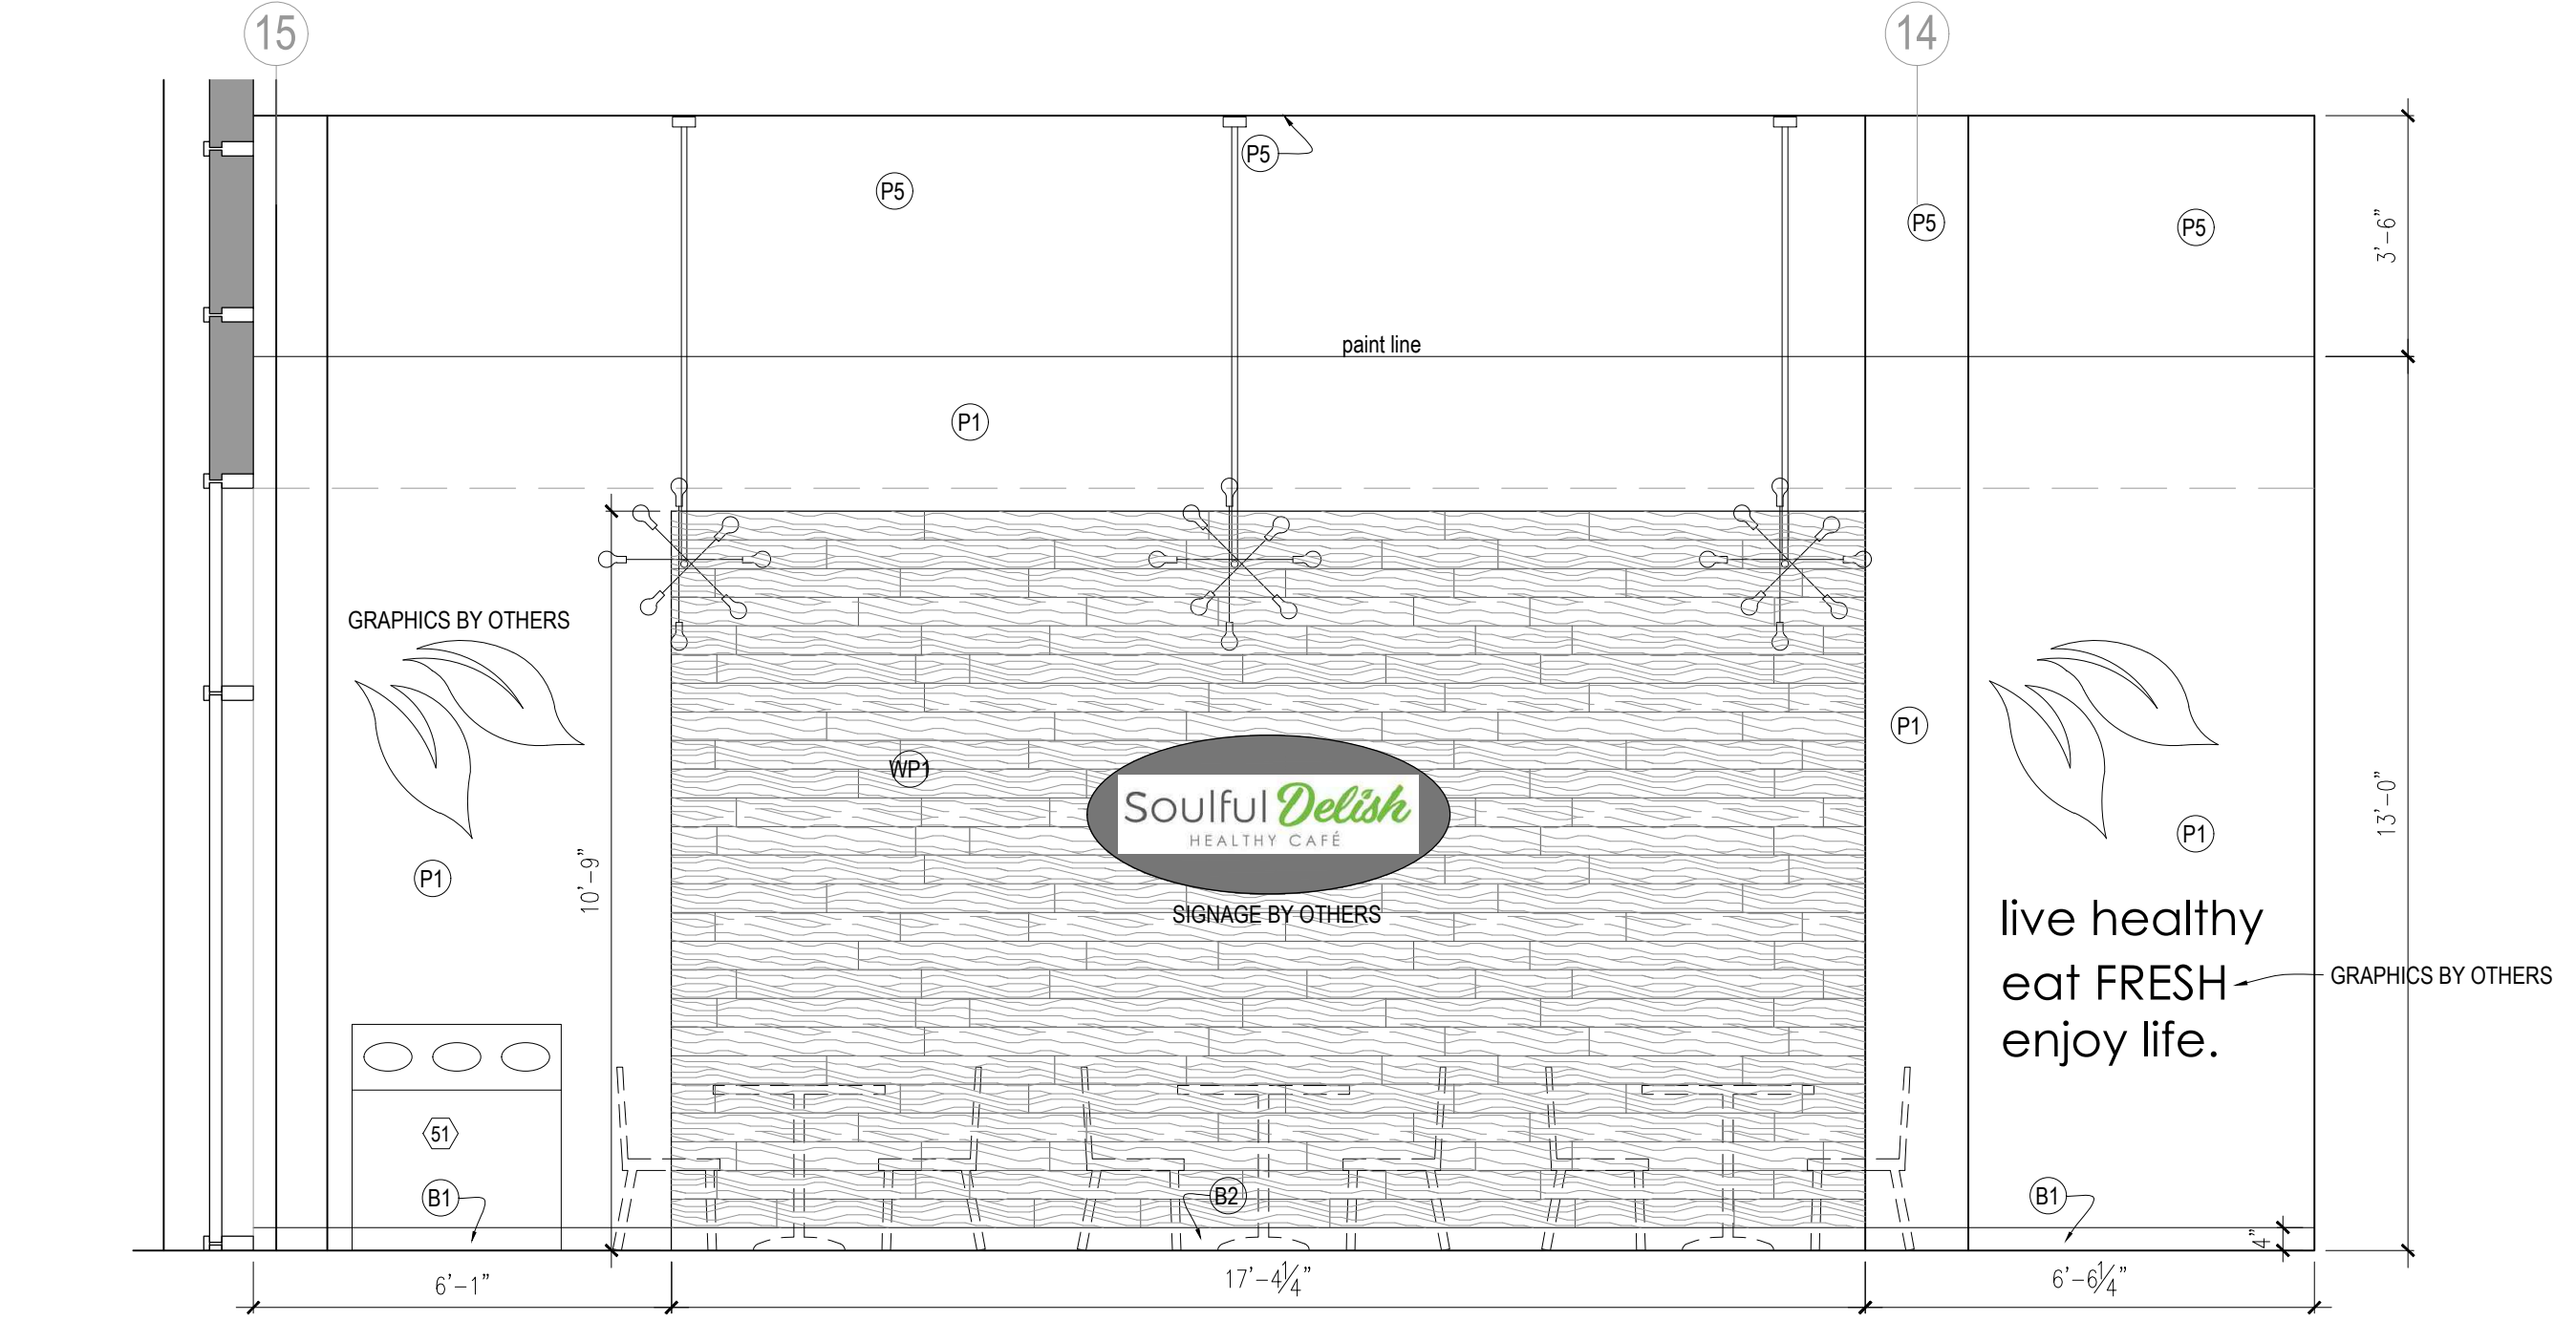 15
14
P5
P5
P5
P5
3'-6"
paint line
P1
GRAPHICS BY OTHERS
P1
WP1
Soulful Delish
HEALTHY CAFÉ
13'-0"
P1
10'-9"
P1
SIGNAGE BY OTHERS
live healthy
eat FRESH
enjoy life.
GRAPHICS BY OTHERS
51
B1
B2
B1
4"
6'-1"
17'-4¼"
6'-6¼"